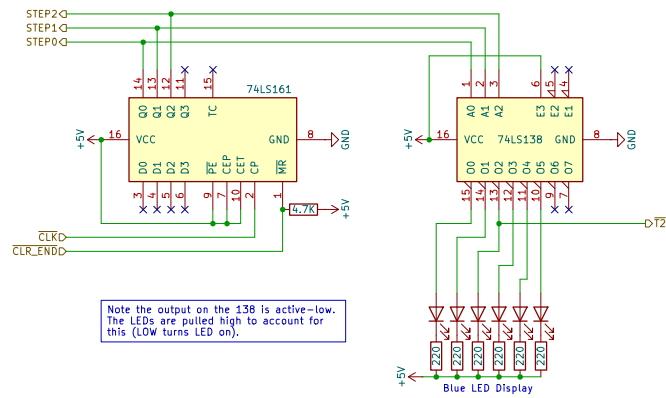 STEP2
STEP1
STEP0
14 13 12 11 15
74LS161
Q0 Q1 Q2 Q3 TC
+5V 16 VCC GND 8 GND
D0 D1 D2 D3 PE CEP CET CP MR
3 4 5 6 9 7 10 2 1
4.7K +5V
CLK
CLR_END
1 2 3 6 5 4
A0 A1 A2 E3 E2 E1
+5V 16 VCC 74LS138 GND 8 GND
O0 O1 O2 O3 O4 O5 O6 O7
15 14 13 12 11 10 9 7
T2
Note the output on the 138 is active-low.
The LEDs are pulled high to account for
this (LOW turns LED on).
220 220 220 220 220 220
+5V
Blue LED Display